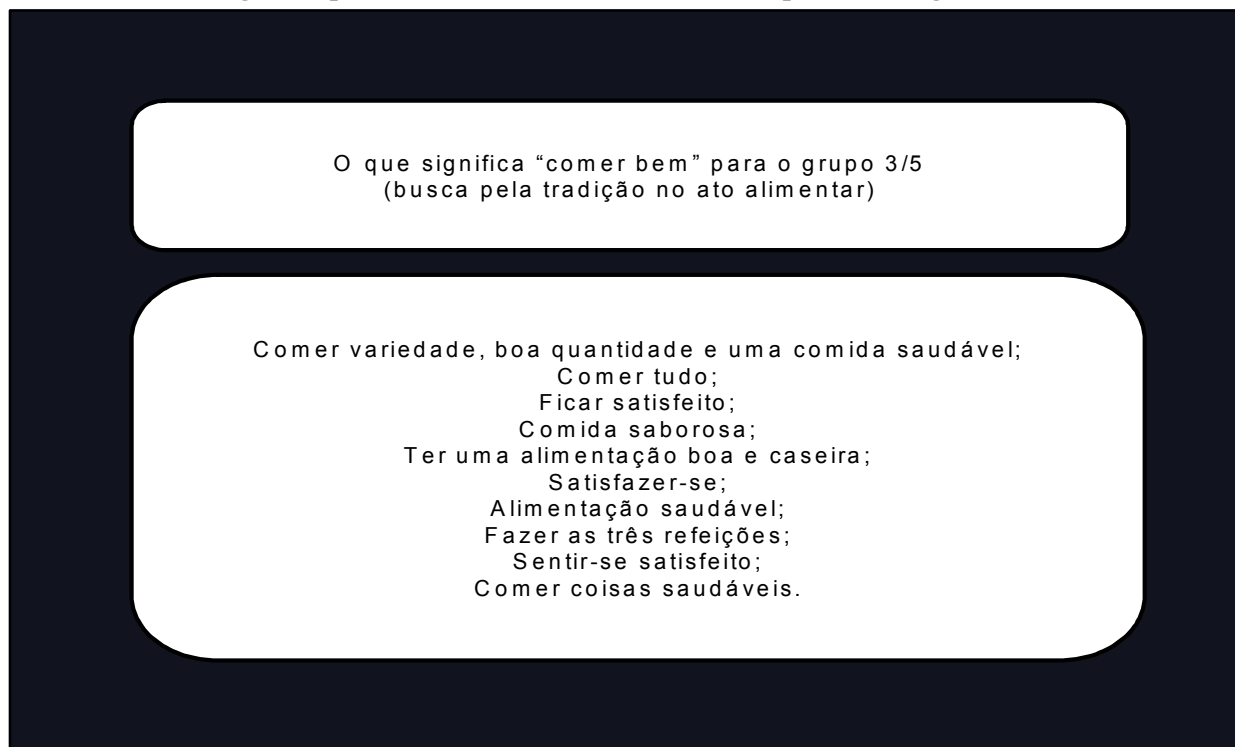 O que significa “comer bem” para o grupo 3/5
(busca pela tradição no ato alimentar)
Comer variedade, boa quantidade e uma comida saudável;
Comer tudo;
Ficar satisfeito;
Comida saborosa;
Ter uma alimentação boa e caseira;
Satisfazer-se;
Alimentação saudável;
Fazer as três refeições;
Sentir-se satisfeito;
Comer coisas saudáveis.